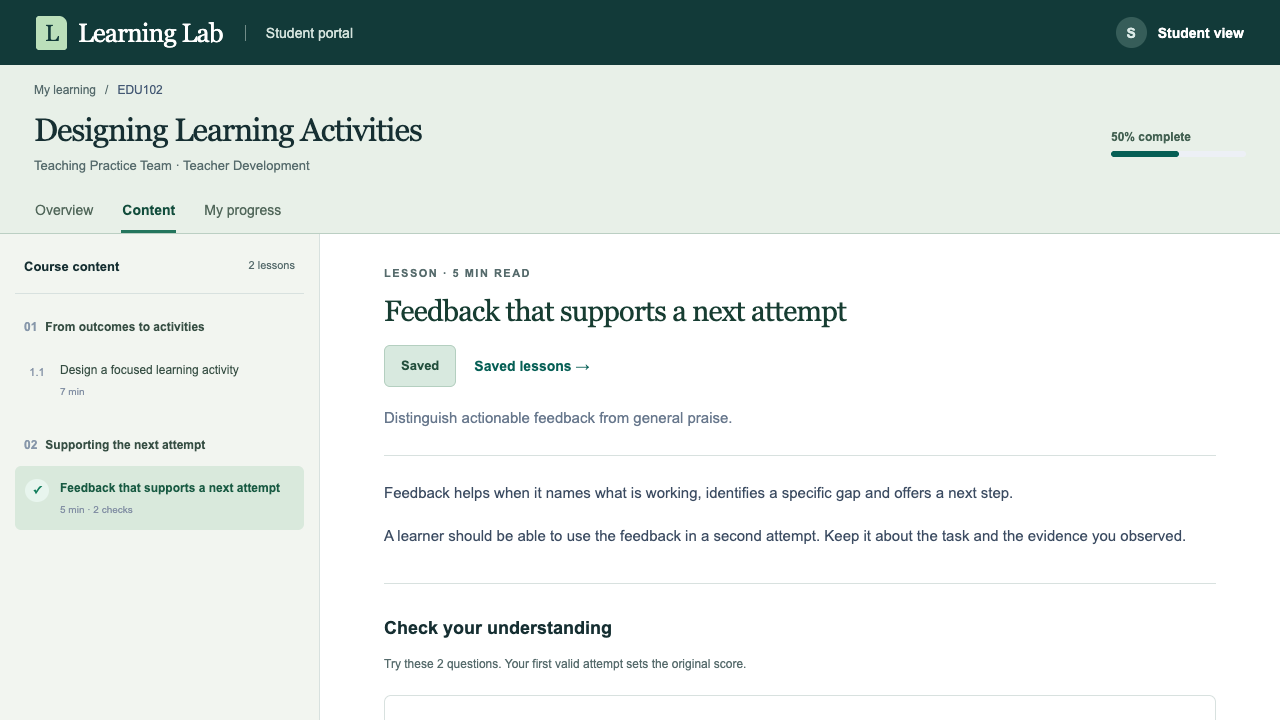 L Learning Lab Student portal S Student view
My learning / EDU102
Designing Learning Activities
Teaching Practice Team · Teacher Development
50% complete
Overview Content My progress
Course content 2 lessons
01 From outcomes to activities
1.1 Design a focused learning activity
7 min
02 Supporting the next attempt
✓ Feedback that supports a next attempt
5 min · 2 checks
LESSON · 5 MIN READ
Feedback that supports a next attempt
Saved Saved lessons →
Distinguish actionable feedback from general praise.
Feedback helps when it names what is working, identifies a specific gap and offers a next step.
A learner should be able to use the feedback in a second attempt. Keep it about the task and the evidence you observed.
Check your understanding
Try these 2 questions. Your first valid attempt sets the original score.